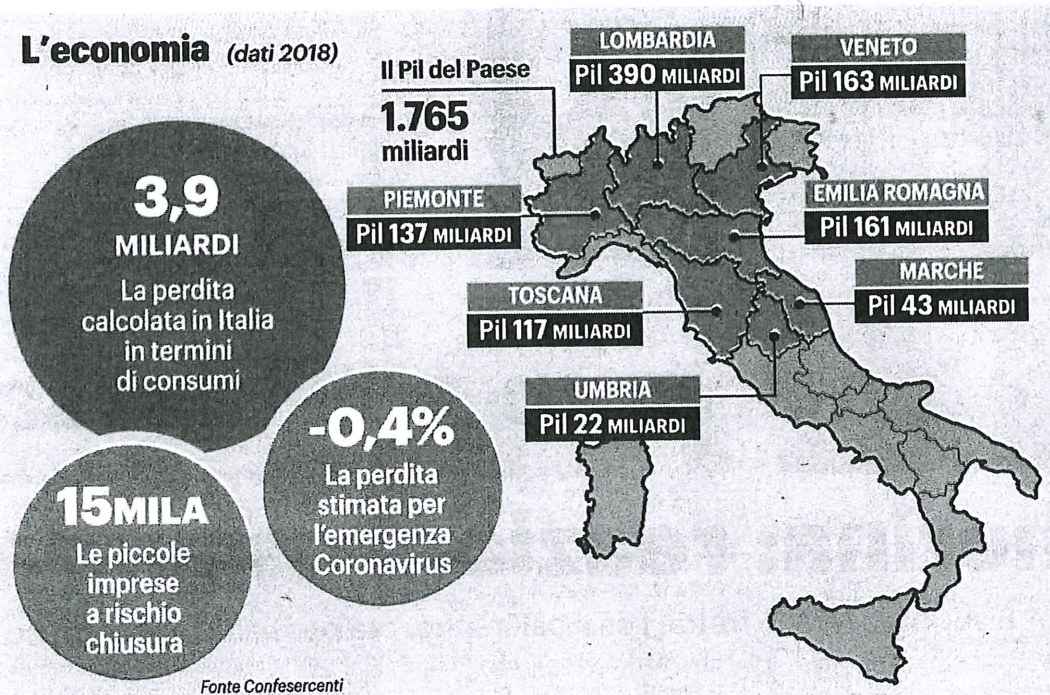 L'economia (dati 2018)
Il Pil del Paese
1.765
miliardi
LOMBARDIA
Pil 390 MILIARDI
VENETO
Pil 163 MILIARDI
PIEMONTE
Pil 137 MILIARDI
EMILIA ROMAGNA
Pil 161 MILIARDI
MARCHE
Pil 43 MILIARDI
TOSCANA
Pil 117 MILIARDI
UMBRIA
Pil 22 MILIARDI
3,9
MILIARDI
La perdita
calcolata in Italia
in termini
di consumi
-0,4%
La perdita
stimata per
l'emergenza
Coronavirus
15MILA
Le piccole
imprese
a rischio
chiusura
Fonte Confesercenti